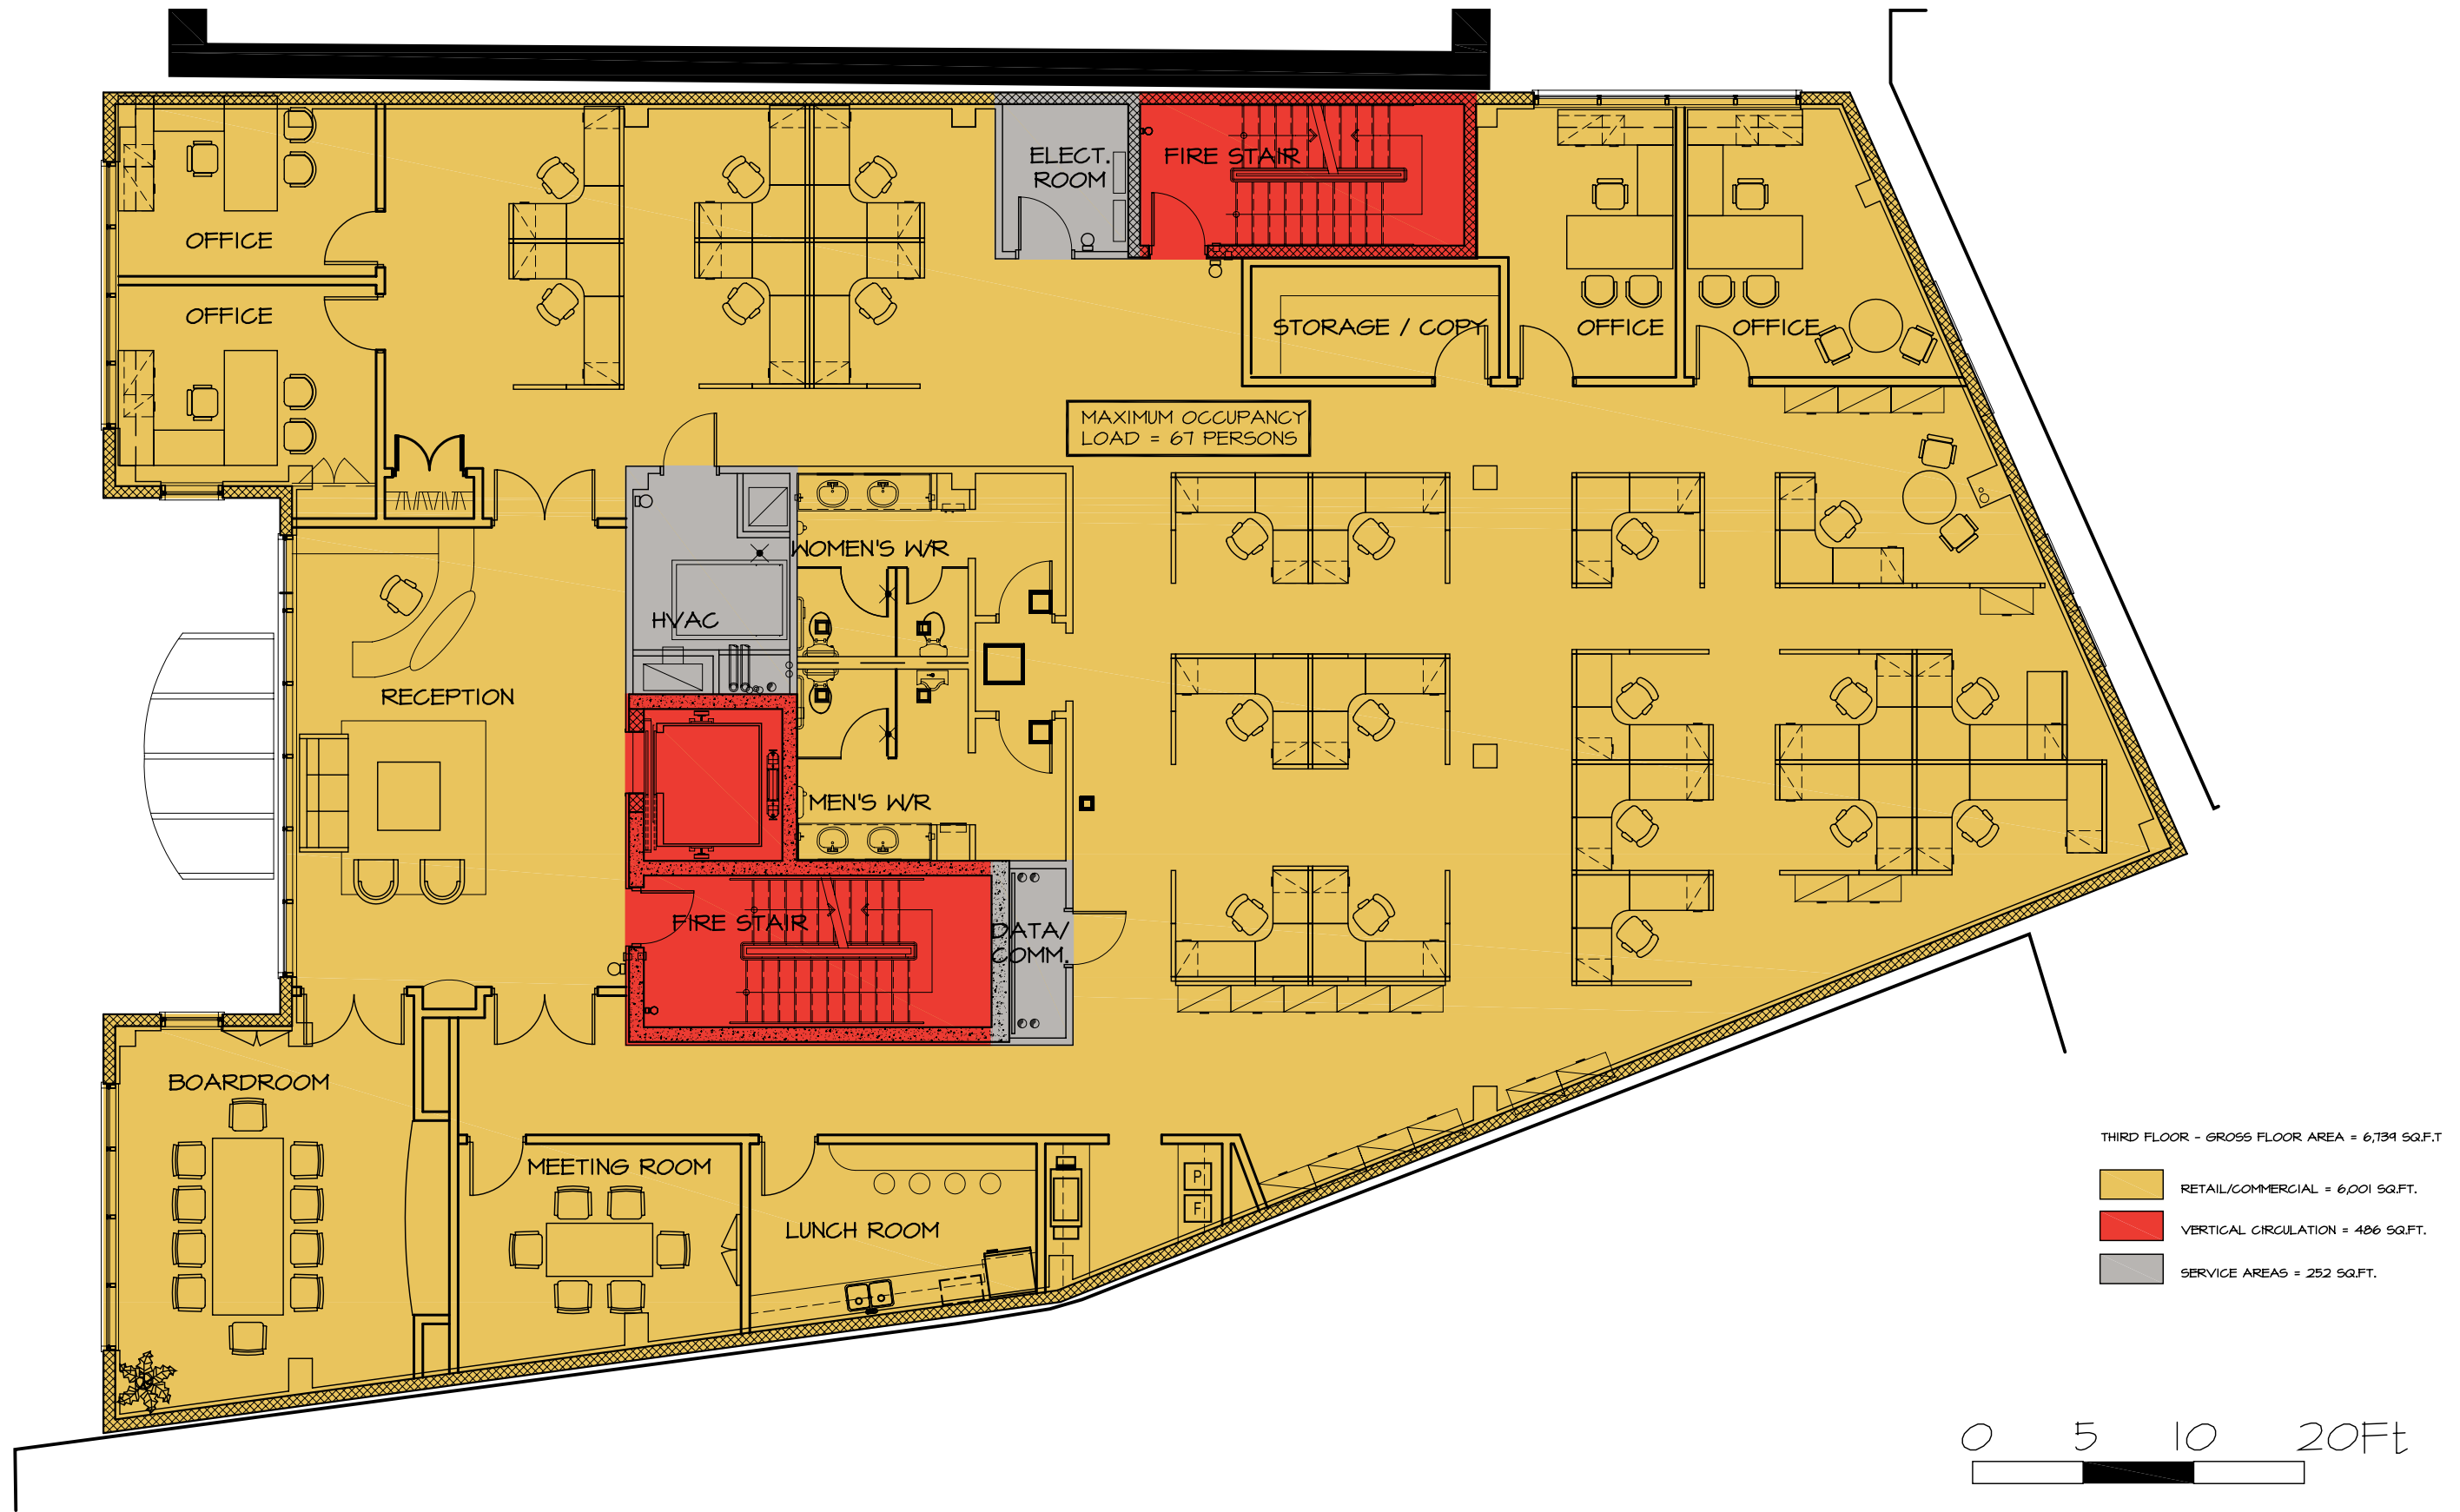 ELECT.
ROOM
FIRE STAIR
OFFICE
OFFICE
STORAGE / COPY
OFFICE
OFFICE
MAXIMUM OCCUPANCY
LOAD = 67 PERSONS
WOMEN'S W/R
HVAC
RECEPTION
MEN'S W/R
FIRE STAIR
DATA/
COMM.
BOARDROOM
MEETING ROOM
LUNCH ROOM
P
F
THIRD FLOOR - GROSS FLOOR AREA = 6,739 SQ.F.T
RETAIL/COMMERCIAL = 6,001 SQ.FT.
VERTICAL CIRCULATION = 486 SQ.FT.
SERVICE AREAS = 252 SQ.FT.
0 5 10 20Ft